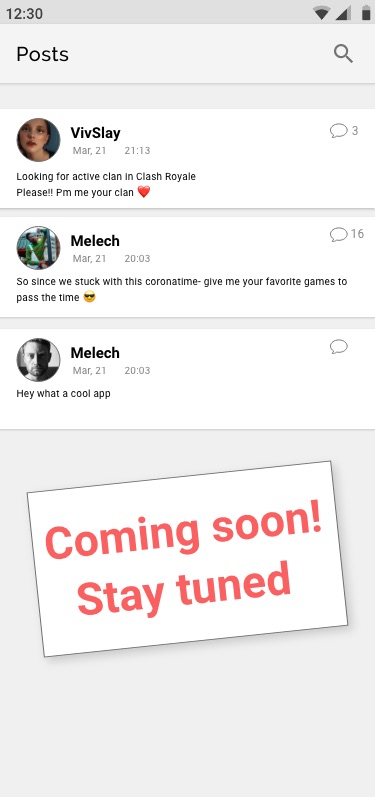 12:30
Posts
VivSlay
3
Mar, 21 21:13
Looking for active clan in Clash Royale
Please!! Pm me your clan ❤️
Melech
16
Mar, 21 20:03
So since we stuck with this coronatime- give me your favorite games to
pass the time 😎
Melech
Mar, 21 20:03
Hey what a cool app
Coming soon!
Stay tuned